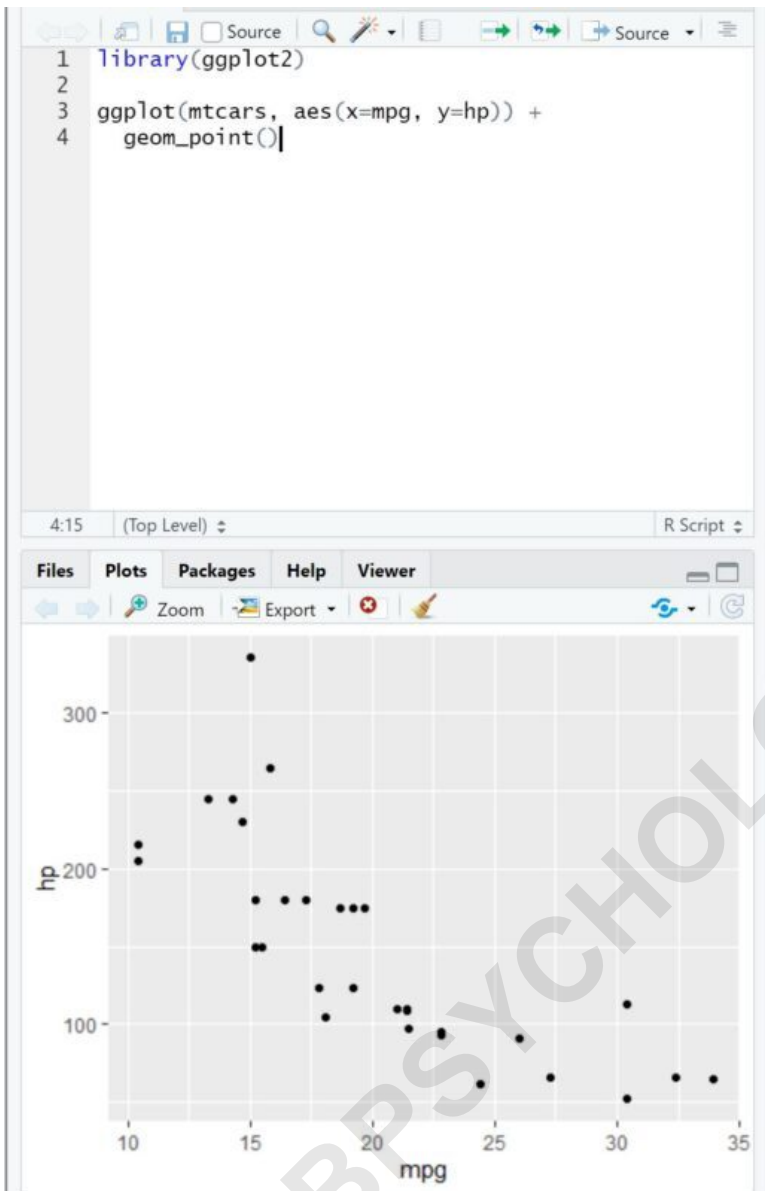 Source
Source
1 library(ggplot2)
2
3 ggplot(mtcars, aes(x=mpg, y=hp)) +
4 geom_point()
4:15 (Top Level) R Script
Files Plots Packages Help Viewer
Zoom Export
300
200
100
hp
10 15 20 25 30 35
mpg
BPSYCHOLO